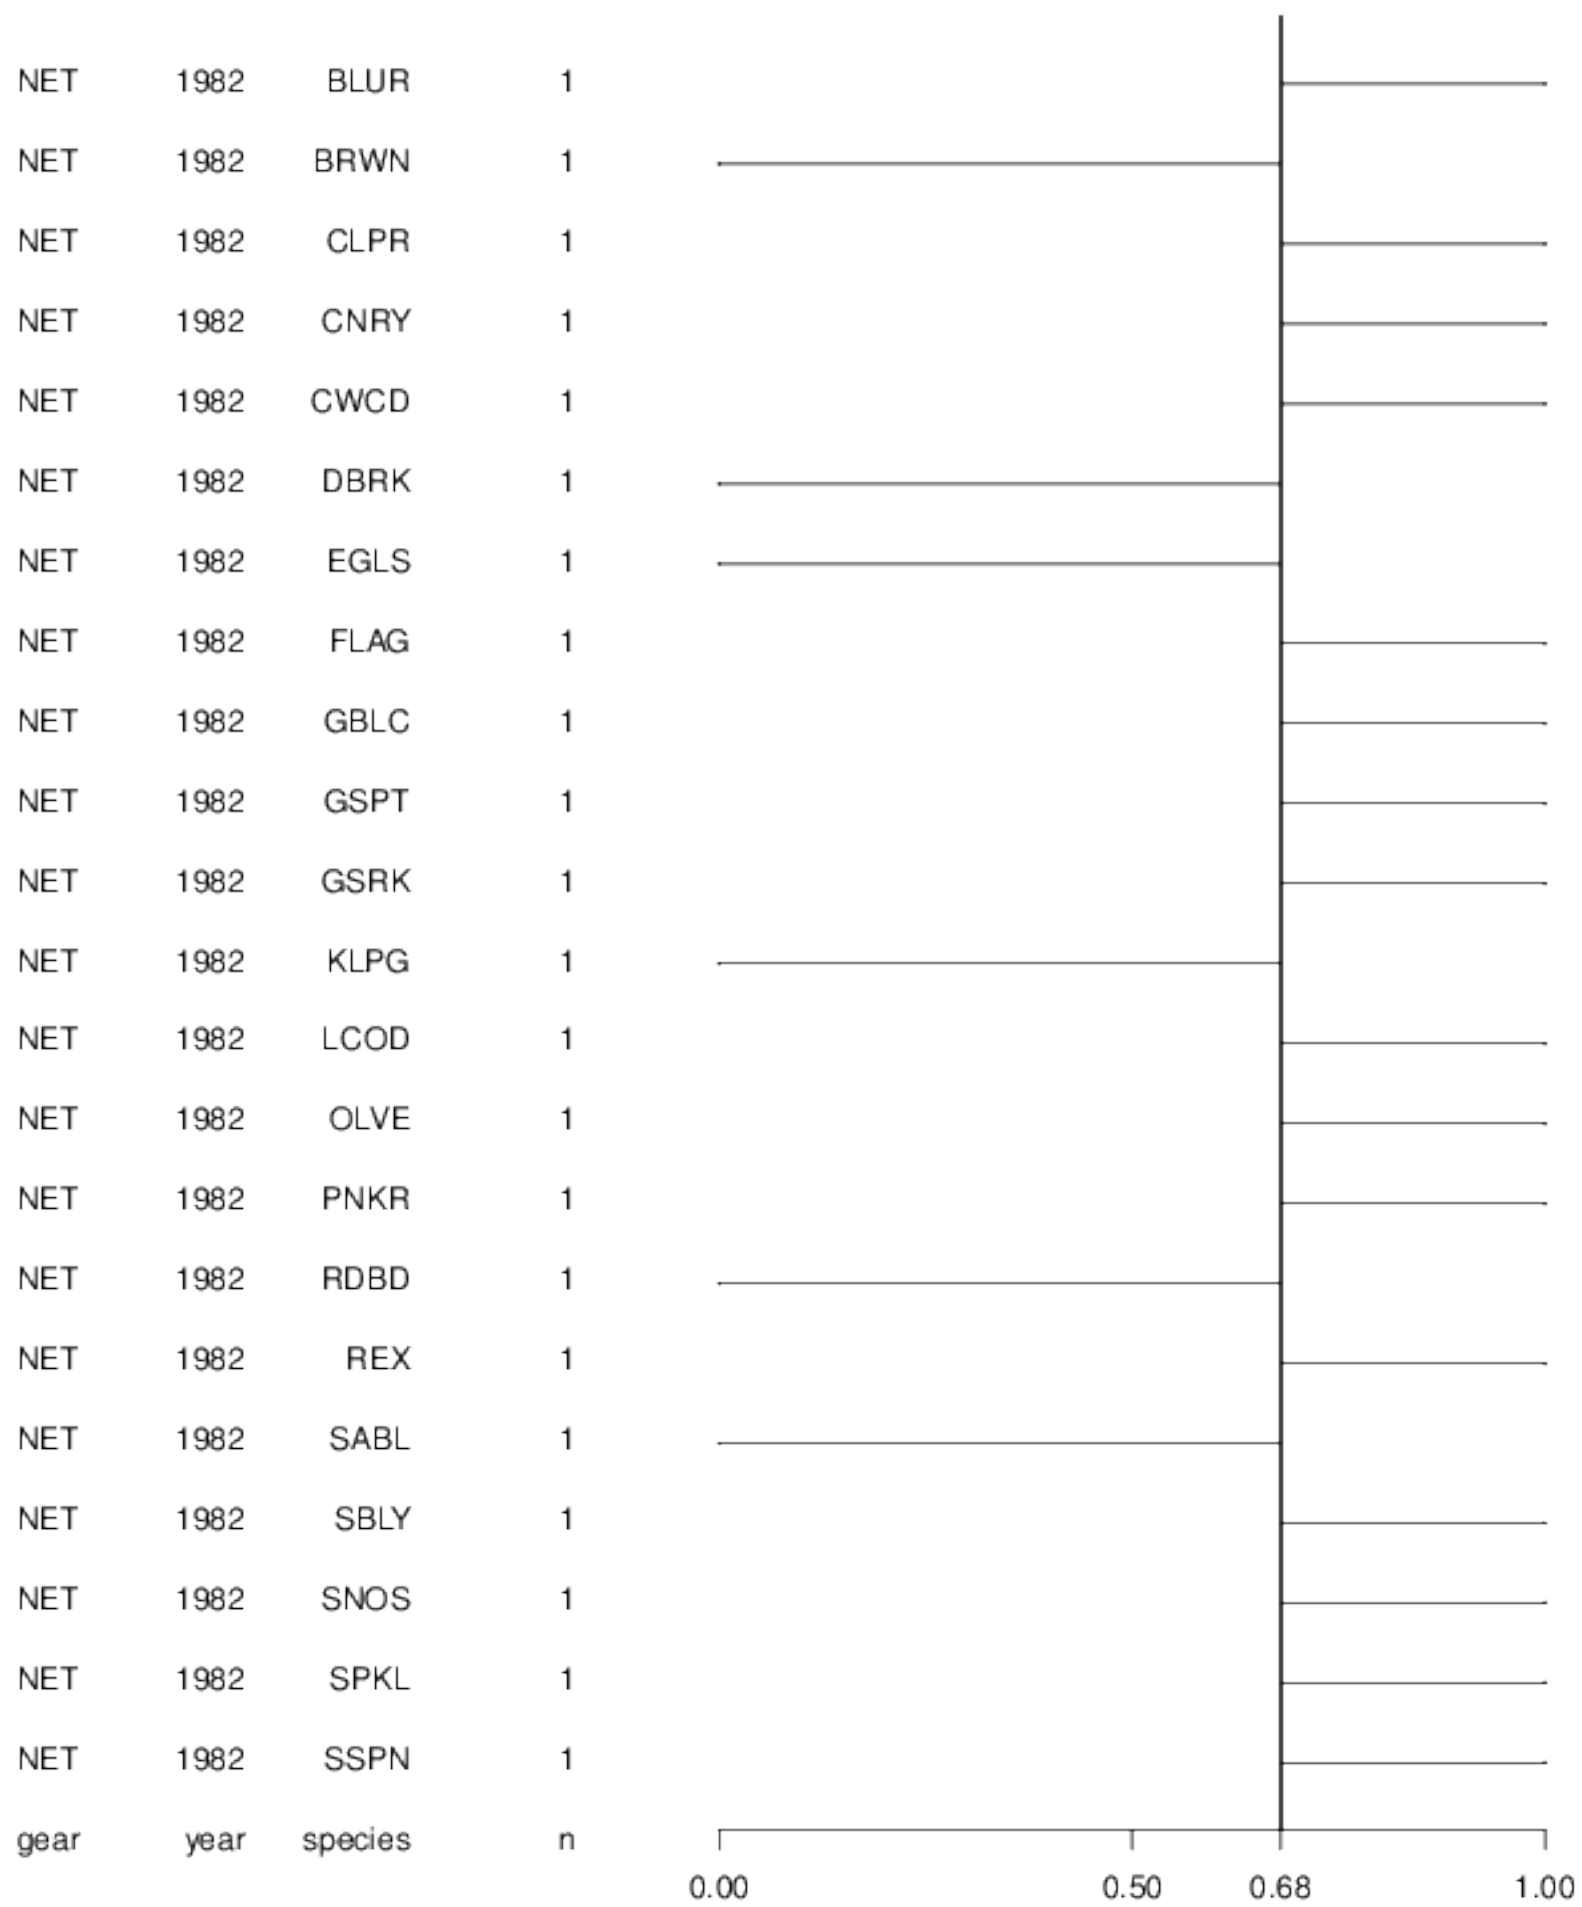 NET 1982 BLUR 1
NET 1982 BRWN 1
NET 1982 CLPR 1
NET 1982 CNRY 1
NET 1982 CWCD 1
NET 1982 DBRK 1
NET 1982 EGLS 1
NET 1982 FLAG 1
NET 1982 GBLC 1
NET 1982 GSPT 1
NET 1982 GSRK 1
NET 1982 KLPG 1
NET 1982 LCOD 1
NET 1982 OLVE 1
NET 1982 PNKR 1
NET 1982 RDBD 1
NET 1982 REX 1
NET 1982 SABL 1
NET 1982 SBLY 1
NET 1982 SNOS 1
NET 1982 SPKL 1
NET 1982 SSPN 1
gear year species n
0.00 0.50 0.68 1.00